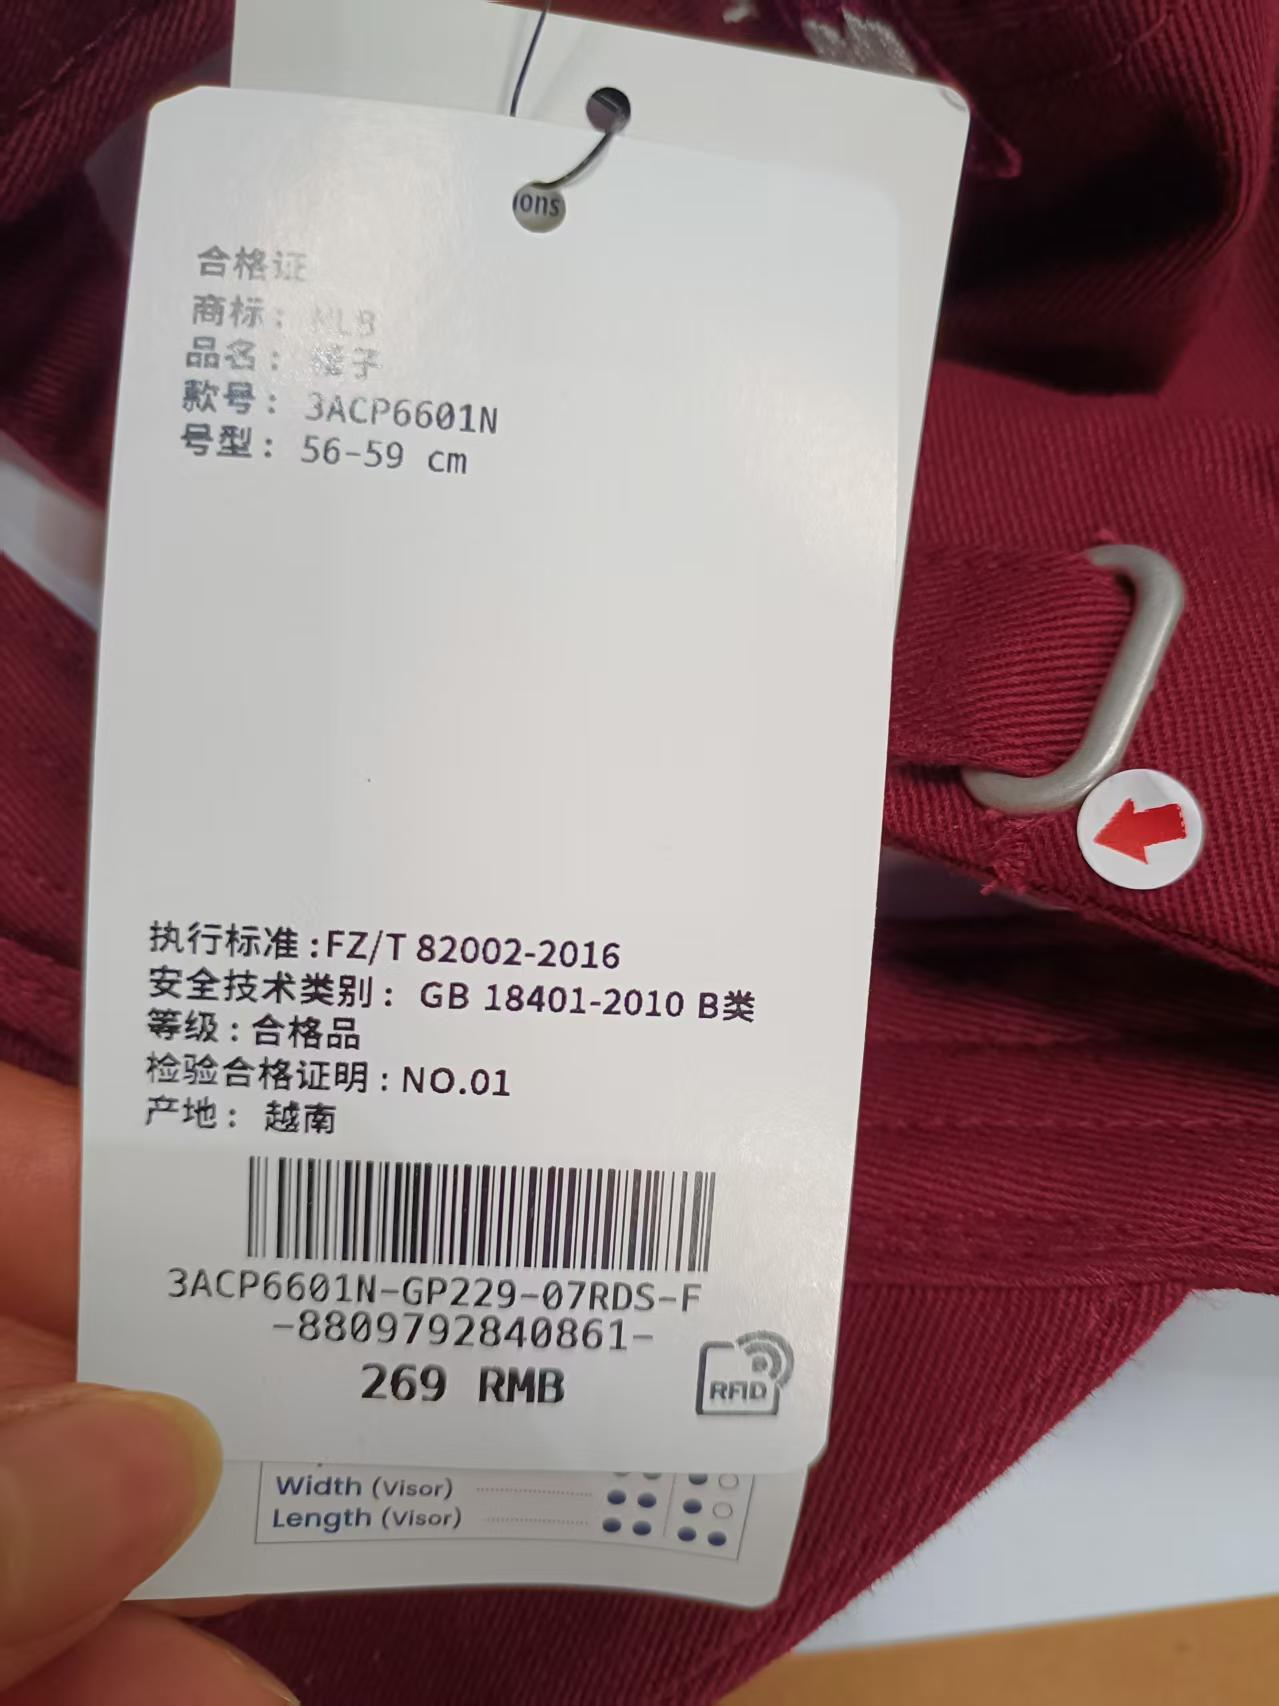 ions
合格证
商标： MLB
品名： 子
款号： 3ACP6601N
号型： 56-59 cm
执行标准:FZ/T 82002-2016
安全技术类别： GB 18401-2010 B类
等级：合格品
检验合格证明：NO.01
产地： 越南
3ACP6601N-GP229-07RDS-F
-8809792840861-
269 RMB
RFID
Width (Visor)
Length (Visor)